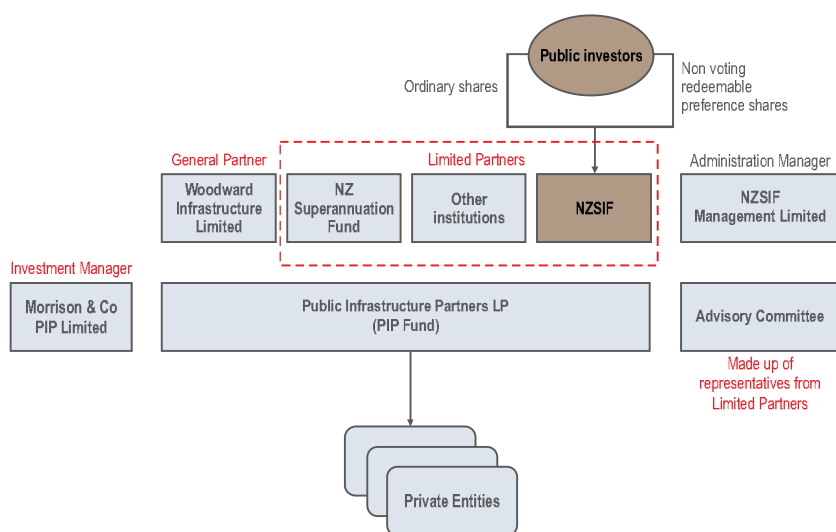 Public investors
Ordinary shares
Non voting
redeemable
preference shares
General Partner
Limited Partners
Administration Manager
Woodward
Infrastructure
Limited
NZ
Superannuation
Fund
Other
institutions
NZSIF
NZSIF
Management Limited
Investment Manager
Morrison & Co
PIP Limited
Public Infrastructure Partners LP
(PIP Fund)
Advisory Committee
Made up of
representatives from
Limited Partners
Private Entities